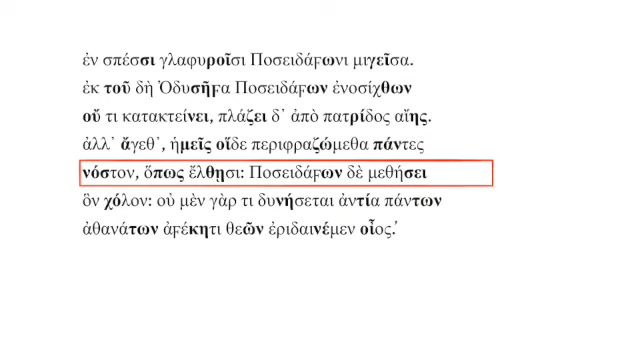 ἐν σπέσσι γλαφυροῖσι Ποσειδάϝωνι μιγεῖσα.
ἐκ τοῦ δὴ Ὀδυσῆϝα Ποσειδάϝων ἐνοσίχθων
οὔ τι κατακτείνει, πλάζει δ᾽ ἀπὸ πατρίδος αἴης.
ἀλλ᾽ ἄγεθ᾽, ἡμεῖς οἵδε περιφραζώμεθα πάντες
νόστον, ὅπως ἔλθῃσι: Ποσειδάϝων δὲ μεθήσει
ὃν χόλον: οὐ μὲν γὰρ τι δυνήσεται ἀντία πάντων
ἀθανάτων ἀϝέκητι θεῶν ἐριδαινέμεν οἶος.᾽